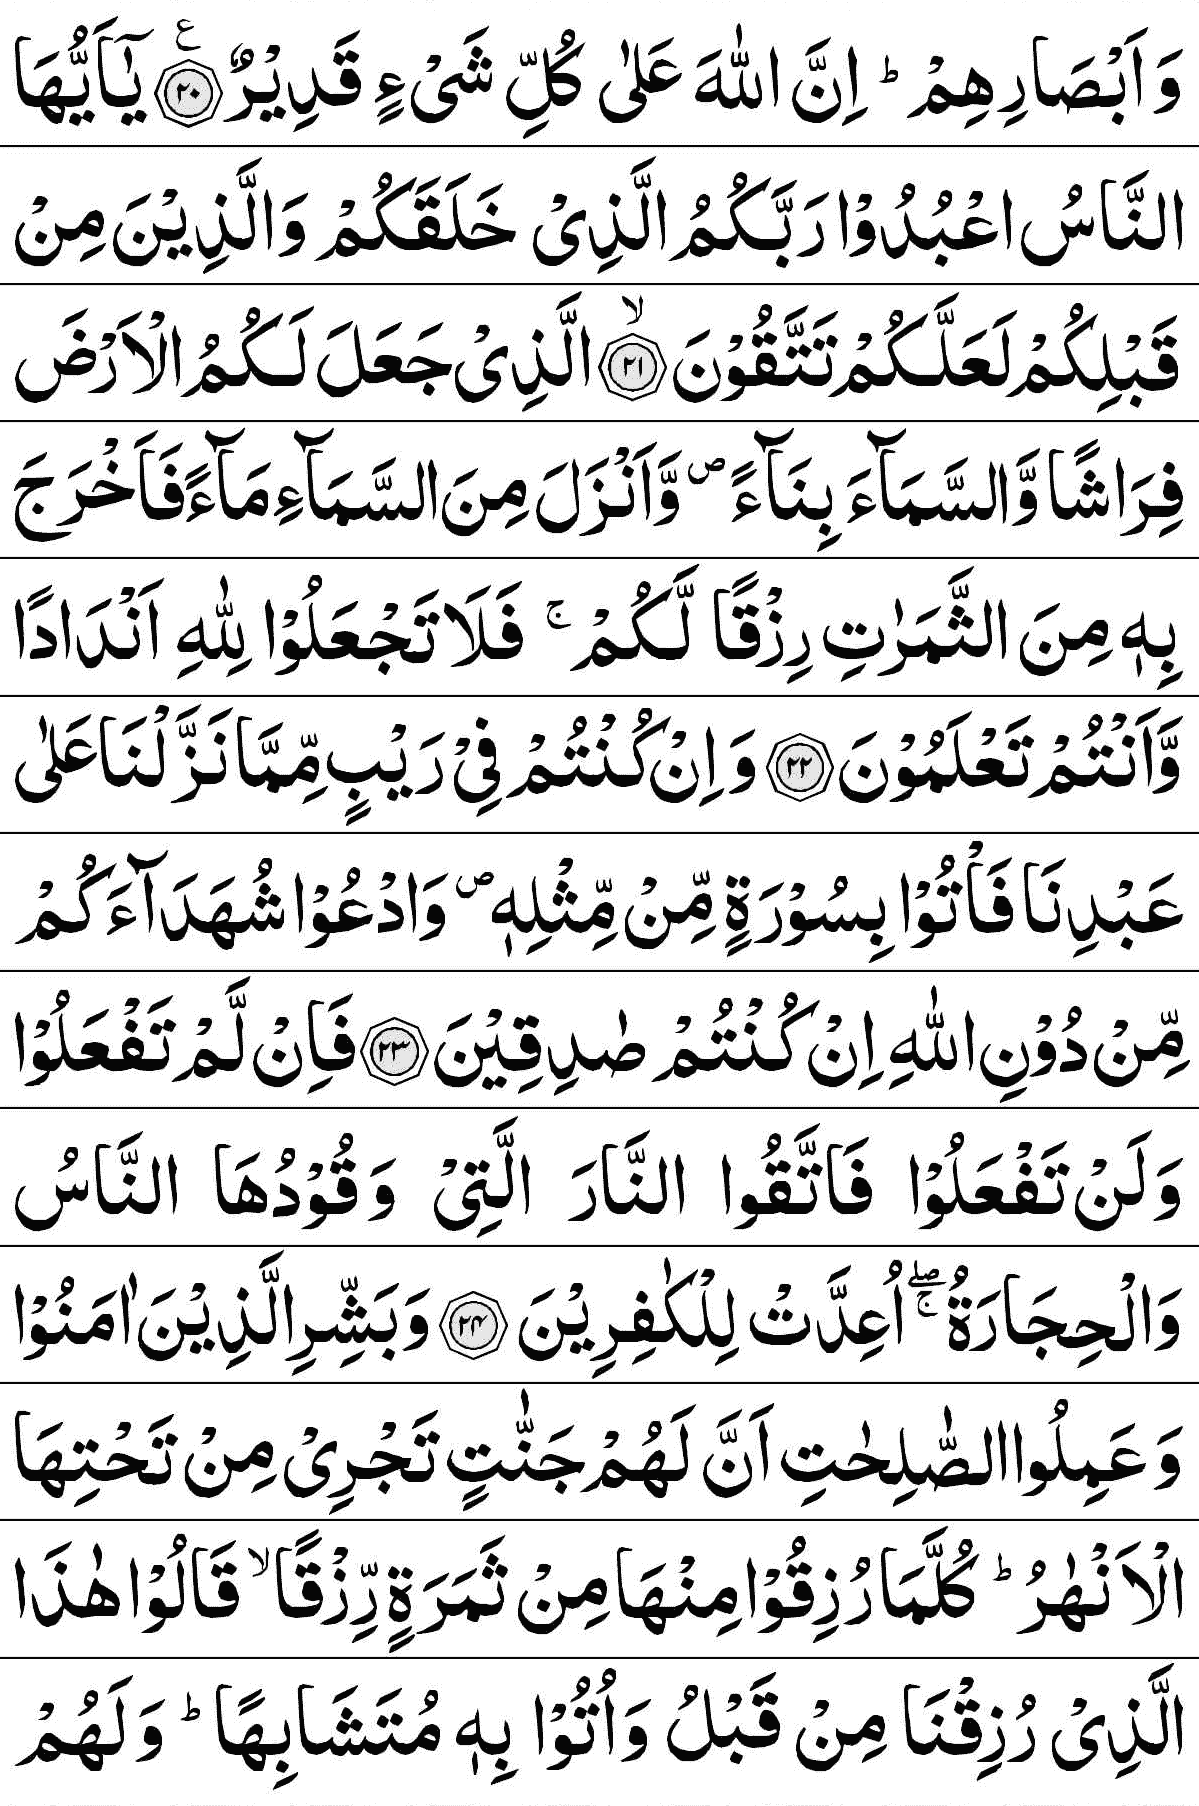 وَاَبْصَارِهِمْ ؕ اِنَّ اللّٰهَ عَلٰى كُلِّ شَیْءٍ قَدِیْرٌ ۟۠ ﴿۲۰﴾ یٰۤاَیُّهَا
النَّاسُ اعْبُدُوْا رَبَّكُمُ الَّذِیْ خَلَقَكُمْ وَالَّذِیْنَ مِنْ
قَبْلِكُمْ لَعَلَّكُمْ تَتَّقُوْنَ ۙ﴿۲۱﴾ الَّذِیْ جَعَلَ لَكُمُ الْاَرْضَ
فِرَاشًا وَّالسَّمَآءَ بِنَآءً ۪ وَّاَنْزَلَ مِنَ السَّمَآءِ مَآءً فَاَخْرَجَ
بِهٖ مِنَ الثَّمَرٰتِ رِزْقًا لَّكُمْ ۚ فَلَا تَجْعَلُوْا لِلّٰهِ اَنْدَادًا
وَّاَنْتُمْ تَعْلَمُوْنَ ﴿۲۲﴾ وَاِنْ كُنْتُمْ فِیْ رَیْبٍ مِّمَّا نَزَّلْنَا عَلٰى
عَبْدِنَا فَاْتُوْا بِسُوْرَةٍ مِّنْ مِّثْلِهٖ ۪ وَادْعُوْا شُهَدَآءَكُمْ
مِّنْ دُوْنِ اللّٰهِ اِنْ كُنْتُمْ صٰدِقِیْنَ ﴿۲۳﴾ فَاِنْ لَّمْ تَفْعَلُوْا
وَلَنْ تَفْعَلُوْا فَاتَّقُوا النَّارَ الَّتِیْ وَقُوْدُهَا النَّاسُ
وَالْحِجَارَةُ ۖۚ اُعِدَّتْ لِلْكٰفِرِیْنَ ﴿۲۴﴾ وَبَشِّرِ الَّذِیْنَ اٰمَنُوْا
وَعَمِلُوا الصّٰلِحٰتِ اَنَّ لَهُمْ جَنّٰتٍ تَجْرِیْ مِنْ تَحْتِهَا
الْاَنْهٰرُ ؕ كُلَّمَا رُزِقُوْا مِنْهَا مِنْ ثَمَرَةٍ رِّزْقًا ۙ قَالُوْا هٰذَا
الَّذِیْ رُزِقْنَا مِنْ قَبْلُ وَاُتُوْا بِهٖ مُتَشَابِهًا ؕ وَلَهُمْ